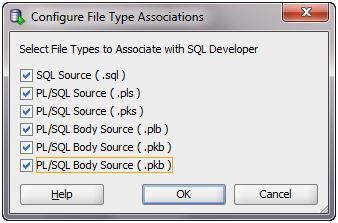 Configure File Type Associations
Select File Types to Associate with SQL Developer
SQL Source ( .sql )
PL/SQL Source ( .pls )
PL/SQL Source ( .pks )
PL/SQL Body Source ( .plb )
PL/SQL Body Source ( .pkb )
PL/SQL Body Source ( .pkb )
Help
OK
Cancel